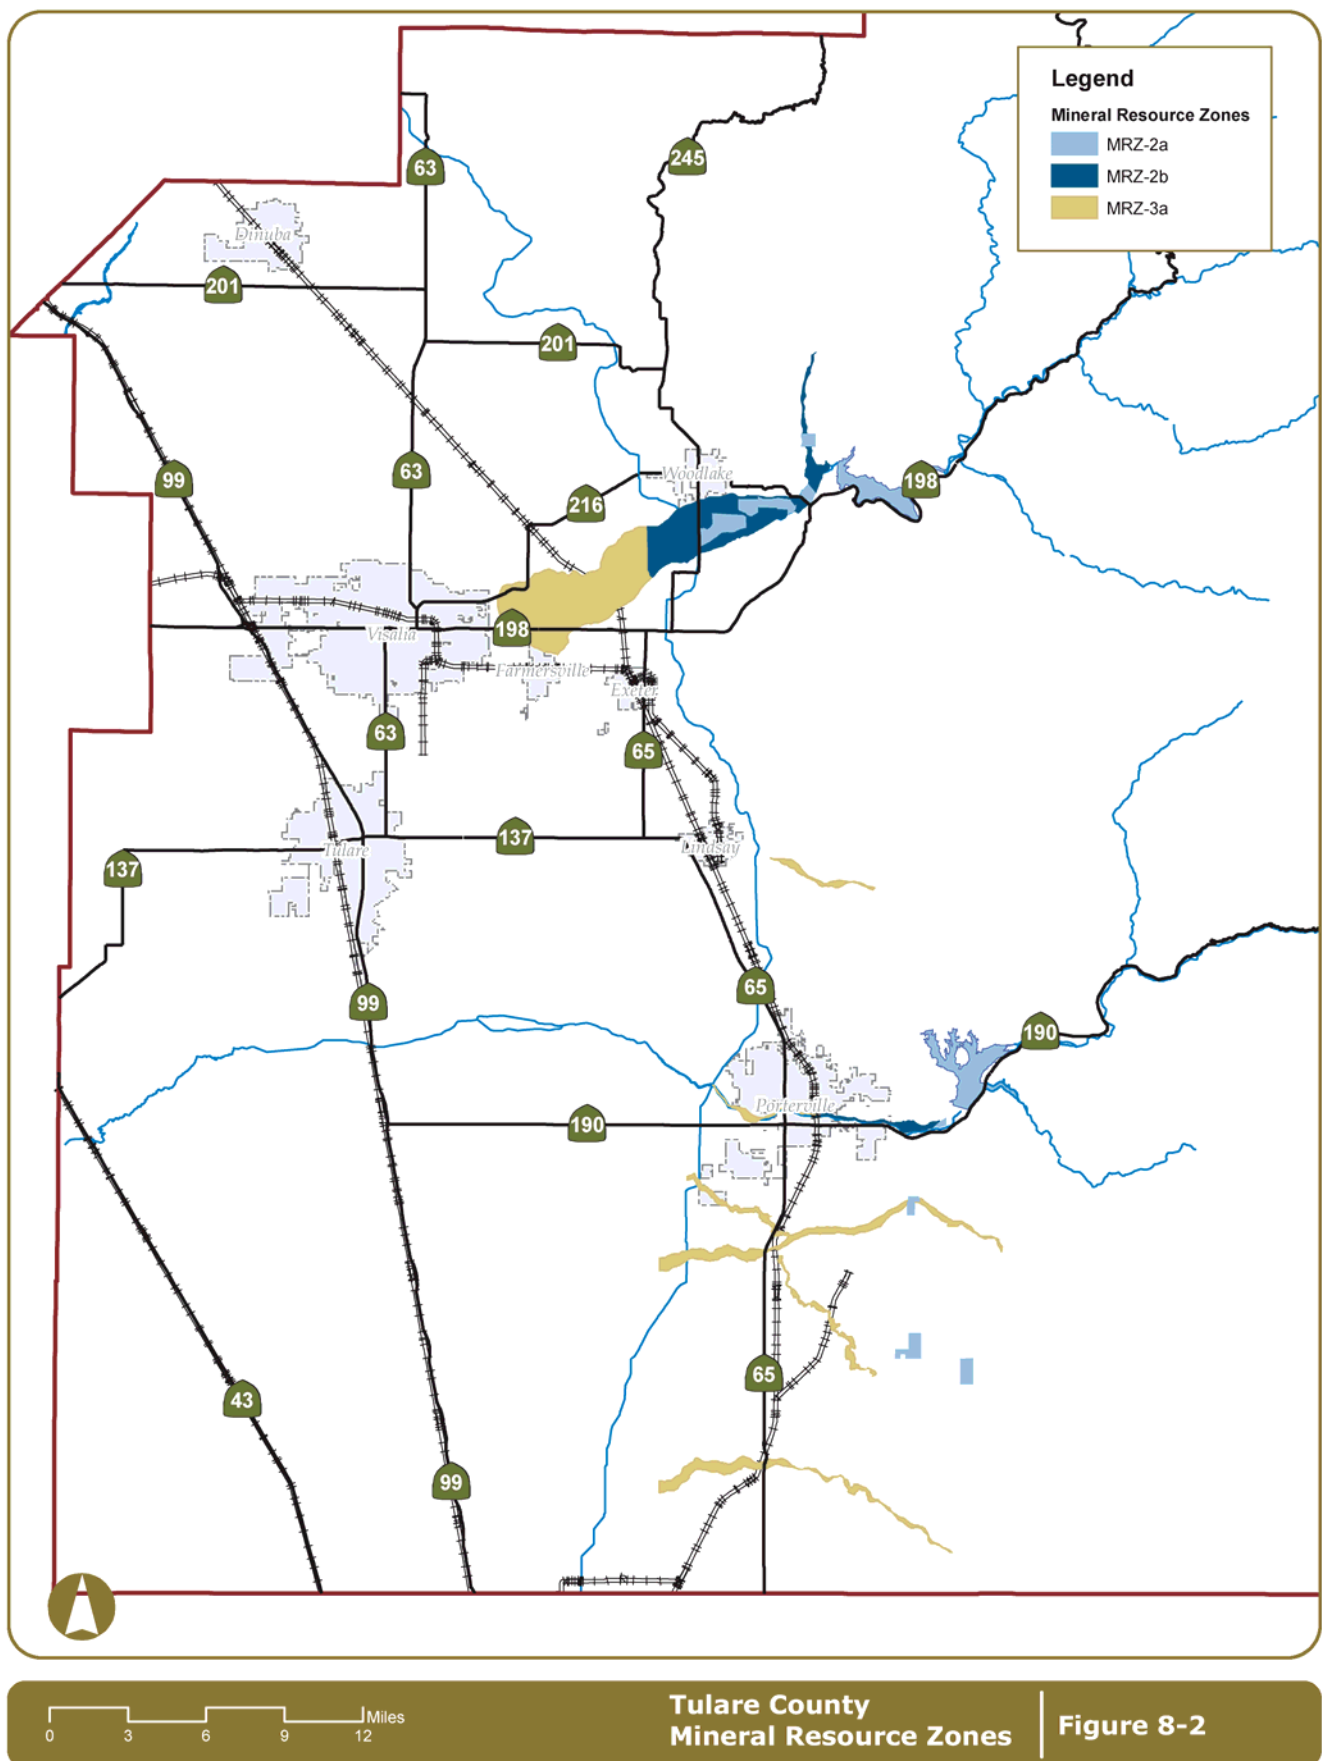 Legend
Mineral Resource Zones
MRZ-2a
MRZ-2b
MRZ-3a
245
63
Dinuba
201
201
99
63
Woodlake
198
216
198
Visalia
Farmersville
Exeter
63
65
137
Tulare
Lindsay
137
65
99
190
Porterville
190
65
43
99
Miles
0 3 6 9 12
Tulare County
Mineral Resource Zones
Figure 8-2